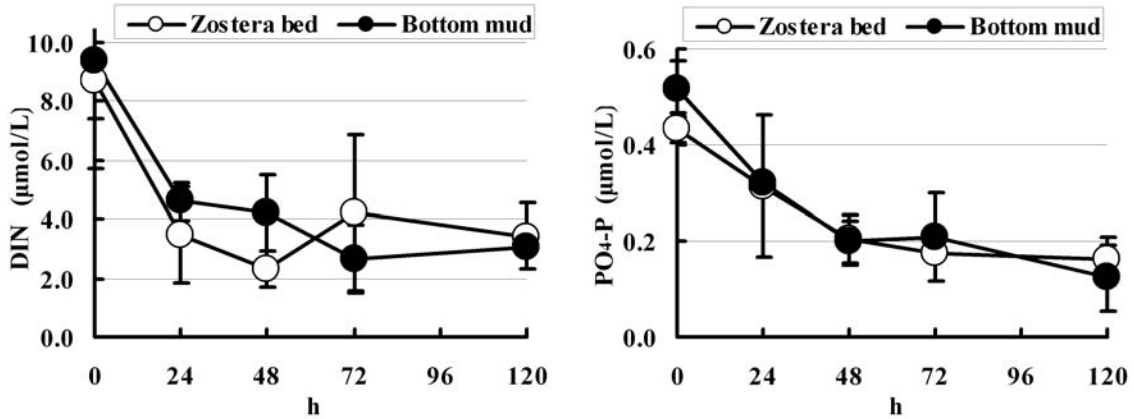 Zostera bed Bottom mud
10.0
8.0
6.0
4.0
2.0
0.0
DIN (μmol/L)
0 24 48 72 96 120
h
Zostera bed Bottom mud
0.6
0.4
0.2
0.0
PO4-P (μmol/L)
0 24 48 72 96 120
h